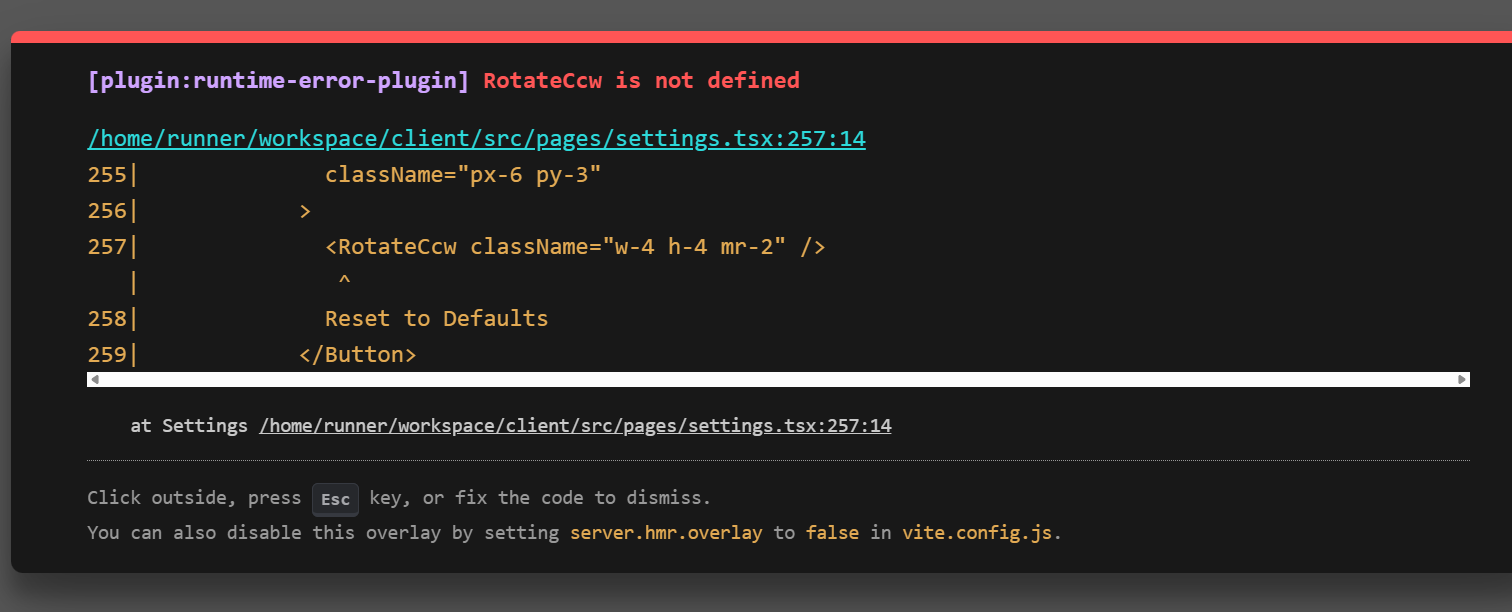 [plugin:runtime-error-plugin] RotateCcw is not defined
/home/runner/workspace/client/src/pages/settings.tsx:257:14
255|              className="px-6 py-3"
256|            >
257|              <RotateCcw className="w-4 h-4 mr-2" />
   |               ^
258|              Reset to Defaults
259|            </Button>
at Settings /home/runner/workspace/client/src/pages/settings.tsx:257:14
Click outside, press Esc key, or fix the code to dismiss.
You can also disable this overlay by setting server.hmr.overlay to false in vite.config.js.